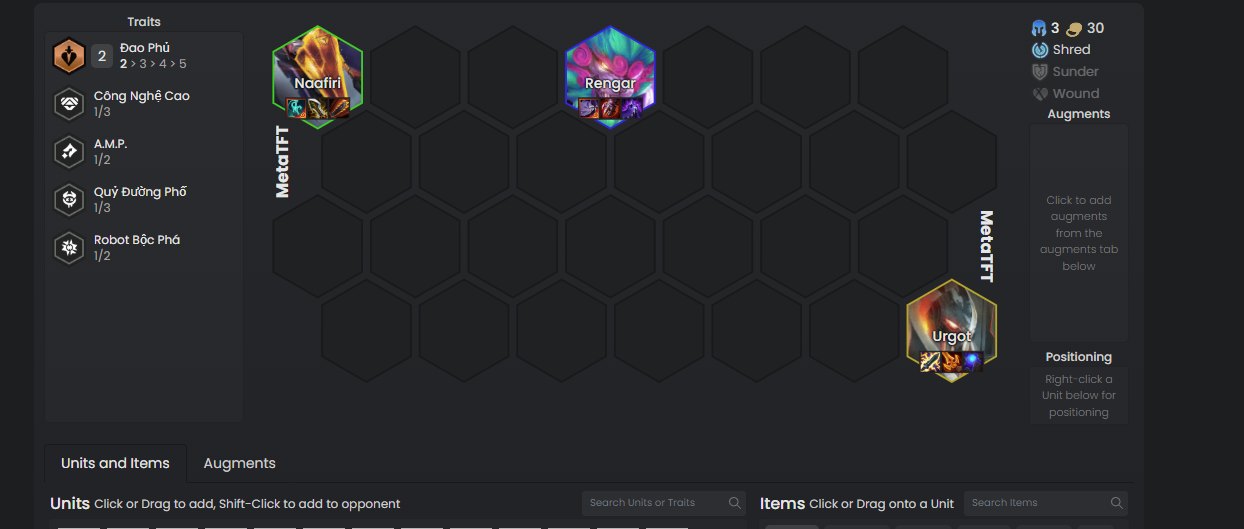 Traits
2
Đao Phủ
2 > 3 > 4 > 5
Công Nghệ Cao
1/3
A.M.P.
1/2
Quỷ Đường Phố
1/3
Robot Bộc Phá
1/2
Naafiri
Rengar
MetaTFT
MetaTFT
Urgot
3 30
Shred
Sunder
Wound
Augments
Click to add
augments
from the
augments tab
below
Positioning
Right-click a
Unit below for
positioning
Units and Items
Augments
Units Click or Drag to add, Shift-Click to add to opponent
Search Units or Traits
Items Click or Drag onto a Unit
Search Items